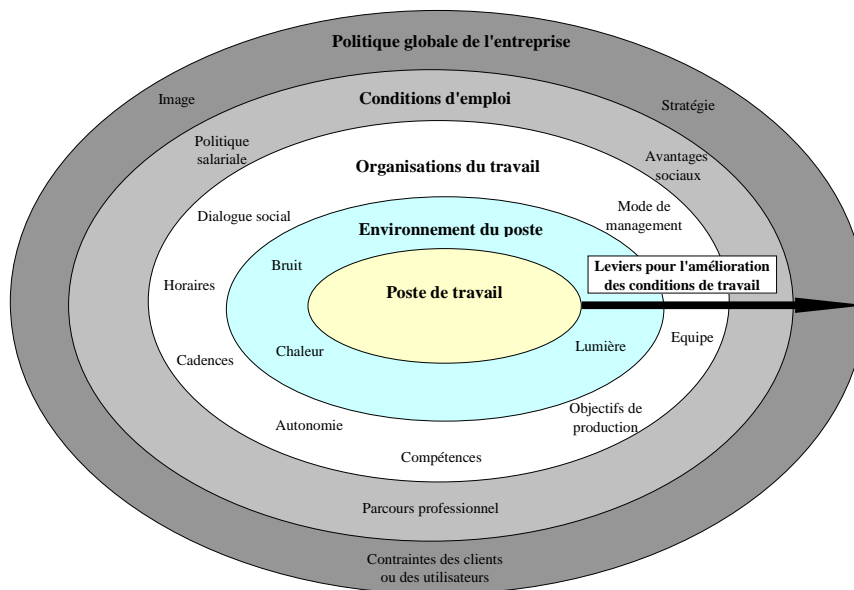 Politique globale de l'entreprise
Image
Conditions d'emploi
Stratégie
Politique
salariale
Avantages
sociaux
Organisations du travail
Dialogue social
Mode de
management
Environnement du poste
Bruit
Leviers pour l'amélioration
des conditions de travail
Horaires
Poste de travail
Equipe
Cadences
Chaleur
Lumière
Autonomie
Objectifs de
production
Compétences
Parcours professionnel
Contraintes des clients
ou des utilisateurs